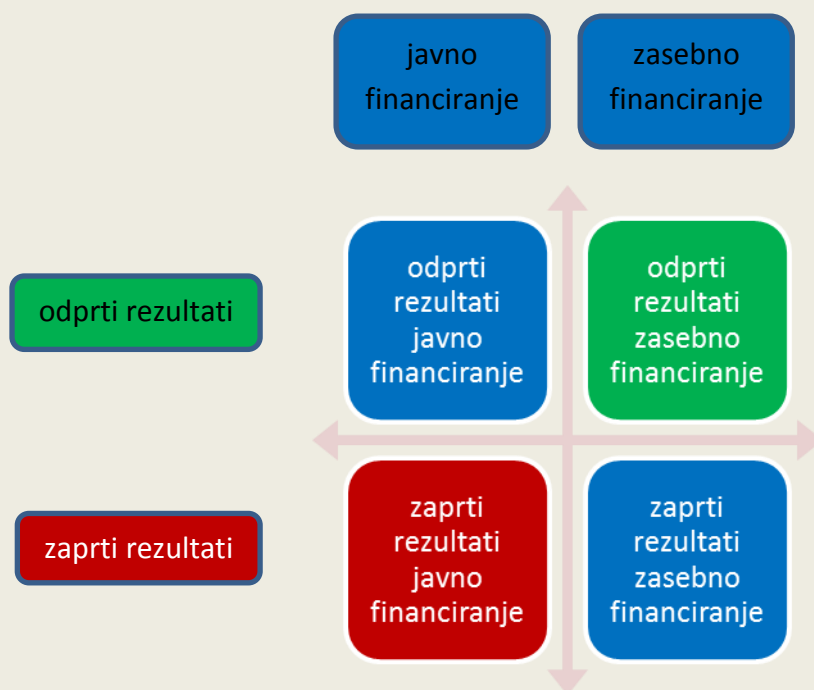 javno
financiranje
zasebno
financiranje
odprti rezultati
odprti
rezultati
javno
financiranje
odprti
rezultati
zasebno
financiranje
zaprti rezultati
zaprti
rezultati
javno
financiranje
zaprti
rezultati
zasebno
financiranje